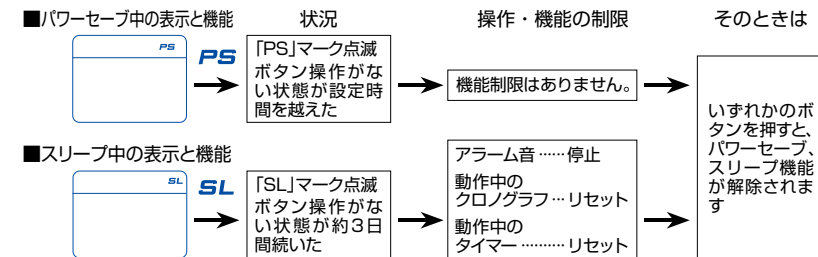 ■パワーセーブ中の表示と機能
状況
操作・機能の制限
そのときは
PS
PS
「PS」マーク点滅
ボタン操作がな
い状態が設定時
間を越えた
機能制限はありません。
いずれかのボ
タンを押すと、
パワーセーブ、
スリープ機能
が解除されま
す
■スリープ中の表示と機能
SL
SL
「SL」マーク点滅
ボタン操作がな
い状態が約3日
間続いた
アラーム音……停止
動作中の
クロノグラフ…リセット
動作中の
タイマー………リセット